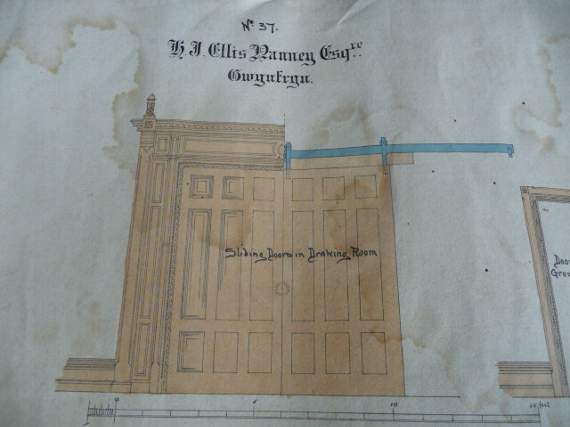 No. 37.
H. J. Ellis Nanney Esqre.
Gwynfryn.
Sliding Doors in Drawing Room